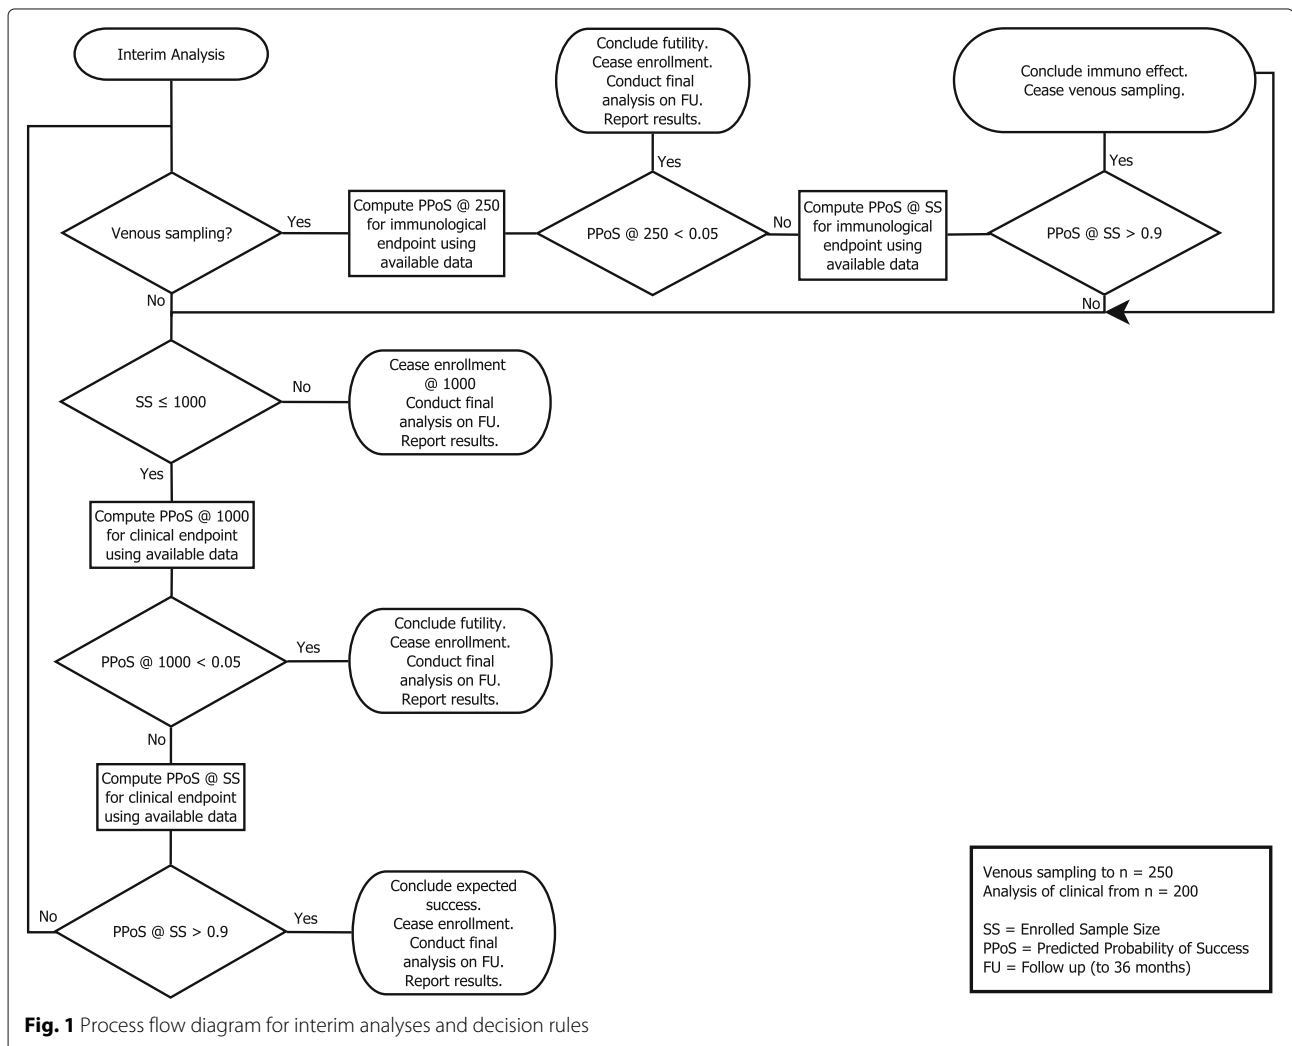 Interim Analysis
Conclude futility.
Cease enrollment.
Conduct final
analysis on FU.
Report results.
Conclude immuno effect.
Cease venous sampling.
Yes
Yes
Venous sampling?
Yes
Compute PPoS @ 250
for immunological
endpoint using
available data
PPoS @ 250 < 0.05
No
Compute PPoS @ SS
for immunological
endpoint using
available data
PPoS @ SS > 0.9
No
No
SS ≤ 1000
No
Cease enrollment
@ 1000
Conduct final
analysis on FU.
Report results.
Yes
Compute PPoS @ 1000
for clinical endpoint
using available data
PPoS @ 1000 < 0.05
Yes
Conclude futility.
Cease enrollment.
Conduct final
analysis on FU.
Report results.
No
Compute PPoS @ SS
for clinical endpoint
using available data
No
PPoS @ SS > 0.9
Yes
Conclude expected
success.
Cease enrollment.
Conduct final
analysis on FU.
Report results.
Venous sampling to n = 250
Analysis of clinical from n = 200
SS = Enrolled Sample Size
PPoS = Predicted Probability of Success
FU = Follow up (to 36 months)
Fig. 1 Process flow diagram for interim analyses and decision rules